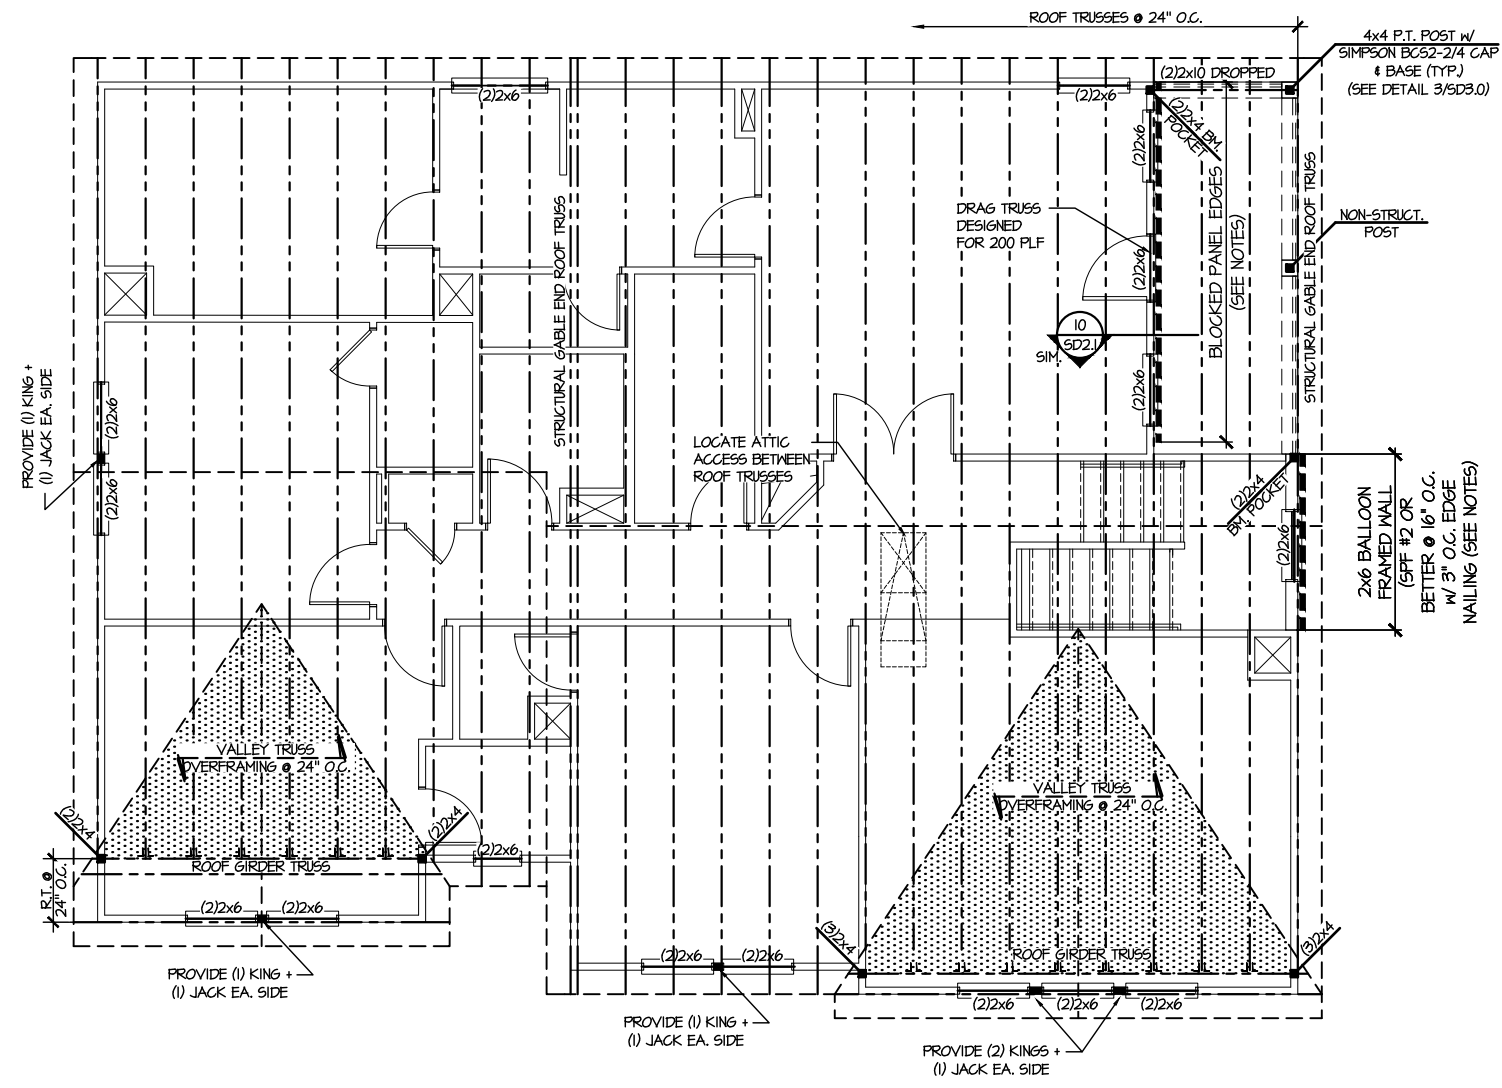 ROOF TRUSSES @ 24" O.C.
4x4 P.T. POST w/
SIMPSON BCS2-2/4 CAP
& BASE (TYP.)
(SEE DETAIL 3/SD3.0)
(2)2x10 DROPPED
(2)2x6
(2)2x6
(2)2x4 BM.
POCKET
(2)2x6
(2)2x6
(2)2x6
DRAG TRUSS
DESIGNED
FOR 200 PLF
BLOCKED PANEL EDGES
(SEE NOTES)
STRUCTURAL GABLE END ROOF TRUSS
NON-STRUCT.
POST
STRUCTURAL GABLE END ROOF TRUSS
10
SD2.1
SIM.
PROVIDE (1) KING +
(1) JACK EA. SIDE
(2)2x6
(2)2x6
LOCATE ATTIC
ACCESS BETWEEN
ROOF TRUSSES
(2)2x4
BM. POCKET
(2)2x6
2x6 BALLOON
FRAMED WALL
(SPF #2 OR
BETTER @ 16" O.C.
w/ 3" O.C. EDGE
NAILING (SEE NOTES)
VALLEY TRUSS
OVERFRAMING @ 24" O.C.
VALLEY TRUSS
OVERFRAMING @ 24" O.C.
(2)2x4
(2)2x4
(2)2x6
ROOF GIRDER TRUSS
R.T. @
24" O.C.
(2)2x6
(2)2x6
PROVIDE (1) KING +
(1) JACK EA. SIDE
(2)2x6
(2)2x6
PROVIDE (1) KING +
(1) JACK EA. SIDE
(3)2x4
(3)2x4
ROOF GIRDER TRUSS
(2)2x6
(2)2x6
(2)2x6
PROVIDE (2) KINGS +
(1) JACK EA. SIDE